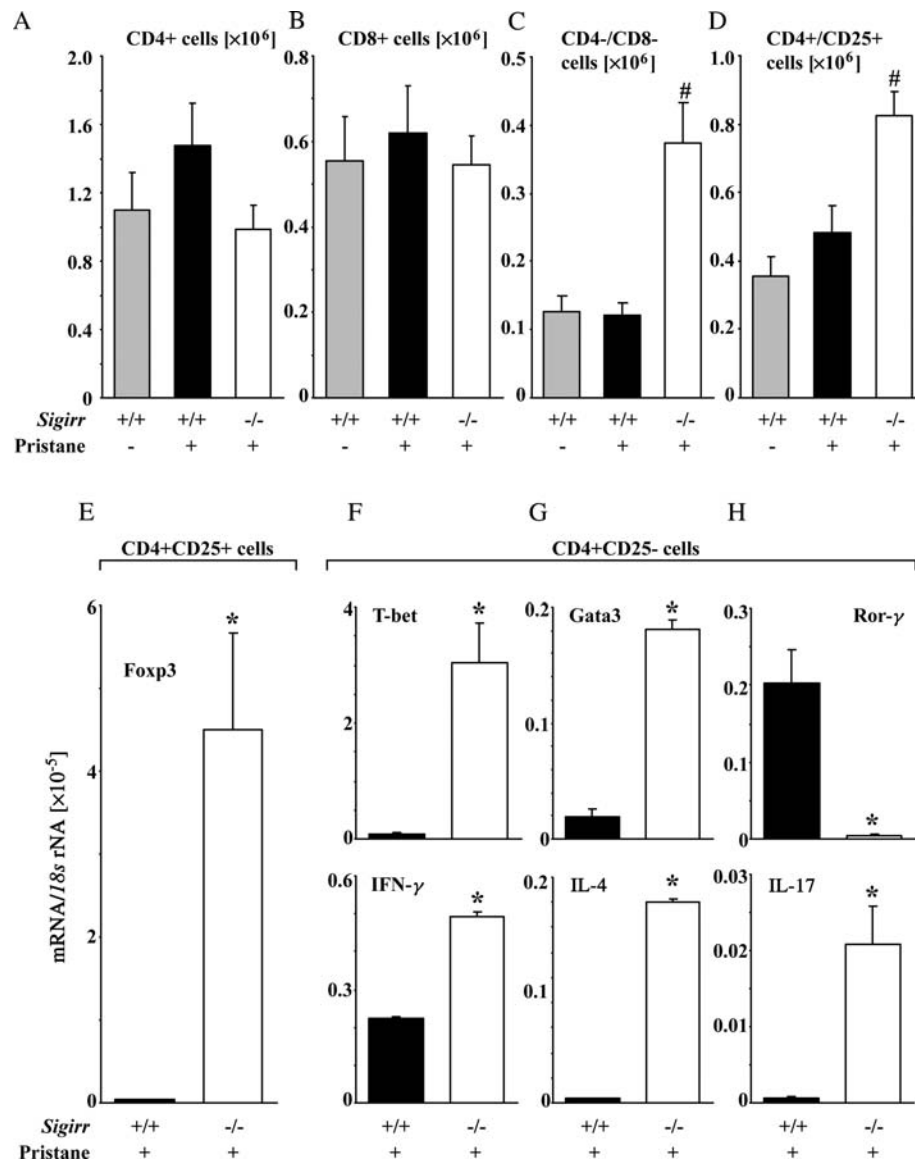 A
CD4+ cells [×10⁶]
1.8
1.4
1.2
1.0
0.4
0
B
CD8+ cells [×10⁶]
0.8
0.6
0.4
0.2
0
C
CD4-/CD8-
cells [×10⁶]
#
0.5
0.4
0.3
0.2
0.1
0
D
CD4+/CD25+
cells [×10⁶]
#
1.0
0.8
0.6
0.4
0.2
0
Sigirr +/+ +/+ -/- +/+ +/+ -/- +/+ +/+ -/- +/+ +/+ -/-
Pristane - + + - + + - + + - + +
E F G H
CD4+CD25+ cells CD4+CD25- cells
mRNA/18s rNA [×10⁻⁵]
6
4
2
0
Foxp3
*
4
2
0
T-bet
*
0.2
0.1
0
Gata3
*
0.3
0.2
0.1
0
Ror-γ
*
0.6
0.3
0
IFN-γ
*
0.2
0.1
0
IL-4
*
0.03
0.02
0.01
0
IL-17
*
Sigirr +/+ -/- +/+ -/- +/+ -/- +/+ -/-
Pristane + + + + + + + +